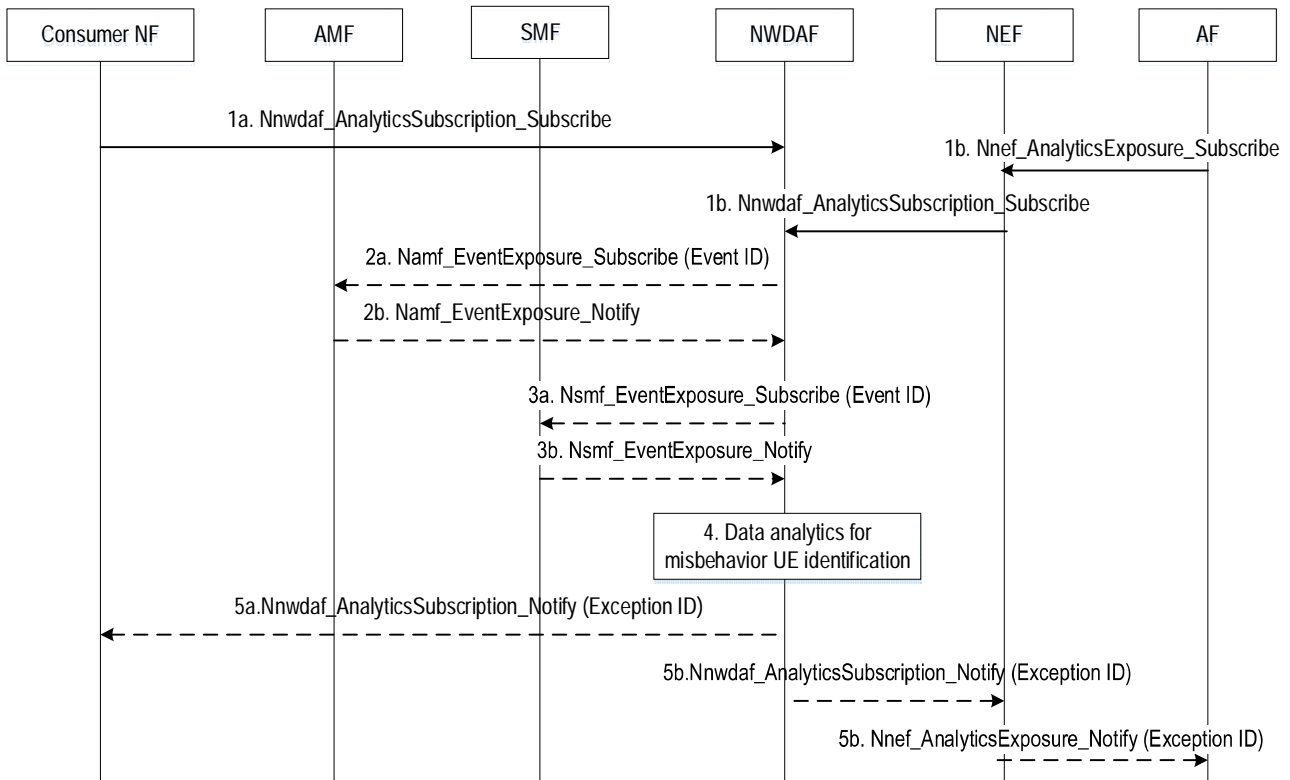 Consumer NF
AMF
SMF
NWDAF
NEF
AF
1a. Nnwdaf_AnalyticsSubscription_Subscribe
1b. Nnef_AnalyticsExposure_Subscribe
1b. Nnwdaf_AnalyticsSubscription_Subscribe
2a. Namf_EventExposure_Subscribe (Event ID)
2b. Namf_EventExposure_Notify
3a. Nsmf_EventExposure_Subscribe (Event ID)
3b. Nsmf_EventExposure_Notify
4. Data analytics for
misbehavior UE identification
5a.Nnwdaf_AnalyticsSubscription_Notify (Exception ID)
5b.Nnwdaf_AnalyticsSubscription_Notify (Exception ID)
5b. Nnef_AnalyticsExposure_Notify (Exception ID)